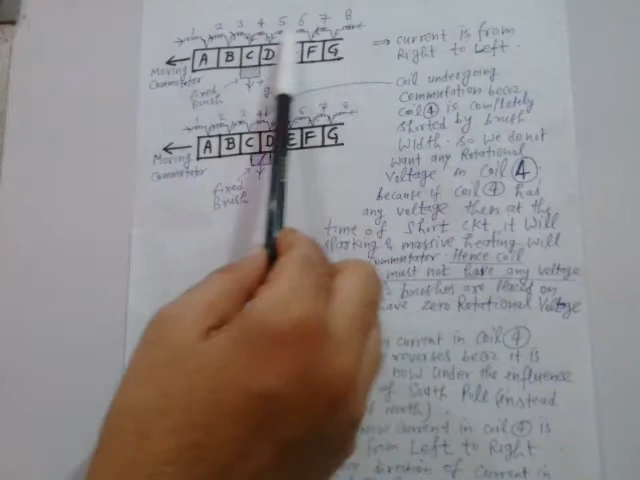 1 2 3 4 5 6 7 8
A B C D F G
Moving
Commutator
fixed
Brush
⇒ current is from
Right to Left.
1 2 3 4 6 7 8
A B C D E F G
Moving
Commutator
fixed
Brush
coil undergoing
commutation becoz
coil ④ is completely
shorted by brush
width. so we do not
want any Rotational
voltage in coil ④
because if coil ④ has
any voltage then at the
time of short ckt it will
sparking & massive heating will
commutator. Hence coil
must not have any voltage
brushes are placed on
have zero Rotational Voltage
current in coil ④
reverses becoz it is
now under the influence
of South Pole (instead
of north)
now current in coil ④ is
from Left to Right
direction of current in